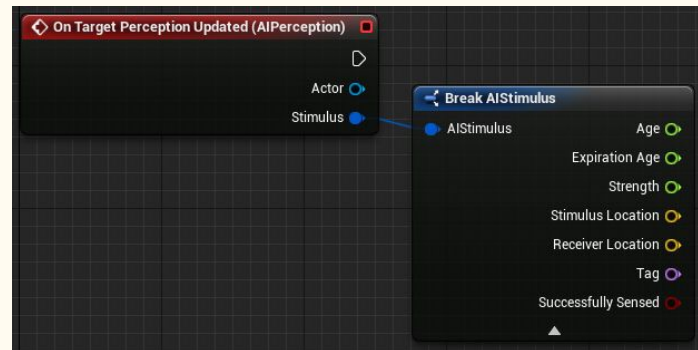 On Target Perception Updated (AIPerception)
Actor
Stimulus
Break AIStimulus
AIStimulus
Age
Expiration Age
Strength
Stimulus Location
Receiver Location
Tag
Successfully Sensed